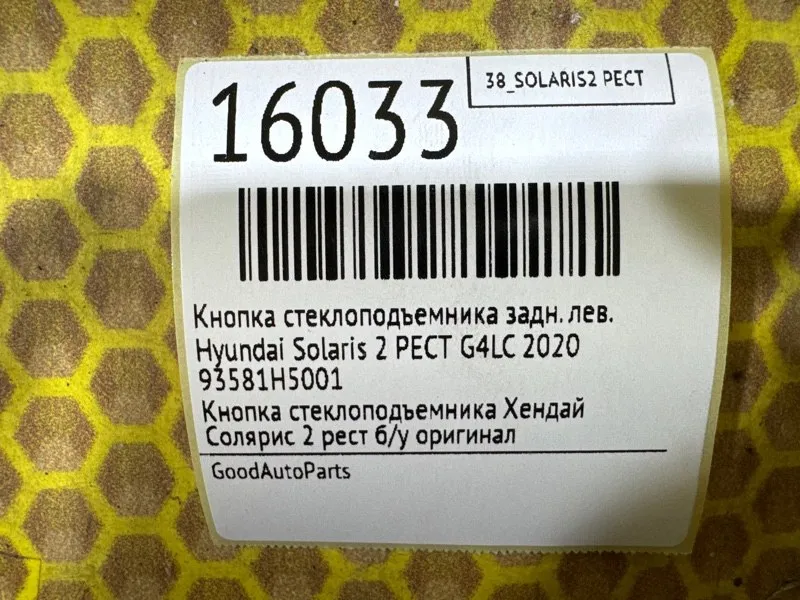 16033
38_SOLARIS2 РЕСТ
Кнопка стеклоподъемника задн. лев.
Hyundai Solaris 2 РЕСТ G4LC 2020
93581H5001
Кнопка стеклоподъемника Хендай
Солярис 2 рест б/у оригинал
GoodAutoParts